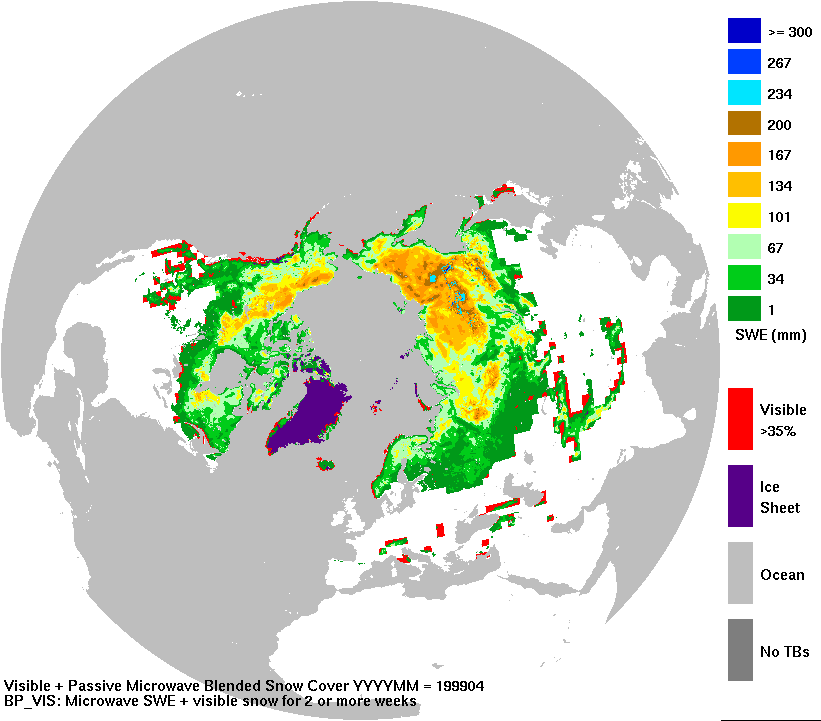 >= 300
267
234
200
167
134
101
67
34
1
SWE (mm)
Visible
>35%
Ice
Sheet
Ocean
No TBs
Visible + Passive Microwave Blended Snow Cover YYYYMM = 199904
BP_VIS: Microwave SWE + visible snow for 2 or more weeks